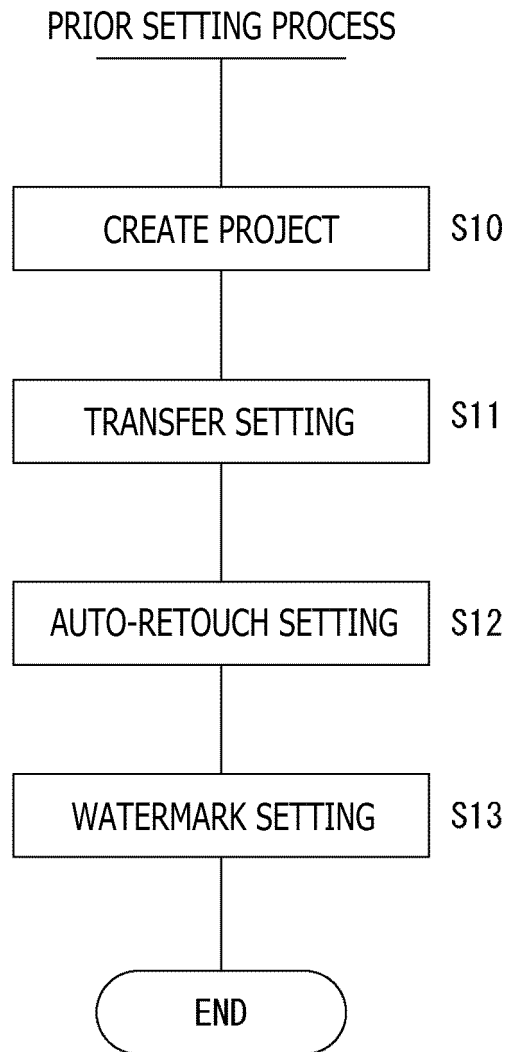 PRIOR SETTING PROCESS
CREATE PROJECT S10
TRANSFER SETTING S11
AUTO-RETOUCH SETTING S12
WATERMARK SETTING S13
END